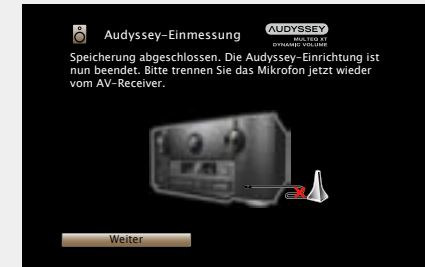 Audyssey-Einmessung
AUDYSSEY
MULTEQ XT
DYNAMIC VOLUME
Speicherung abgeschlossen. Die Audyssey-Einrichtung ist
nun beendet. Bitte trennen Sie das Mikrofon jetzt wieder
vom AV-Receiver.
Weiter